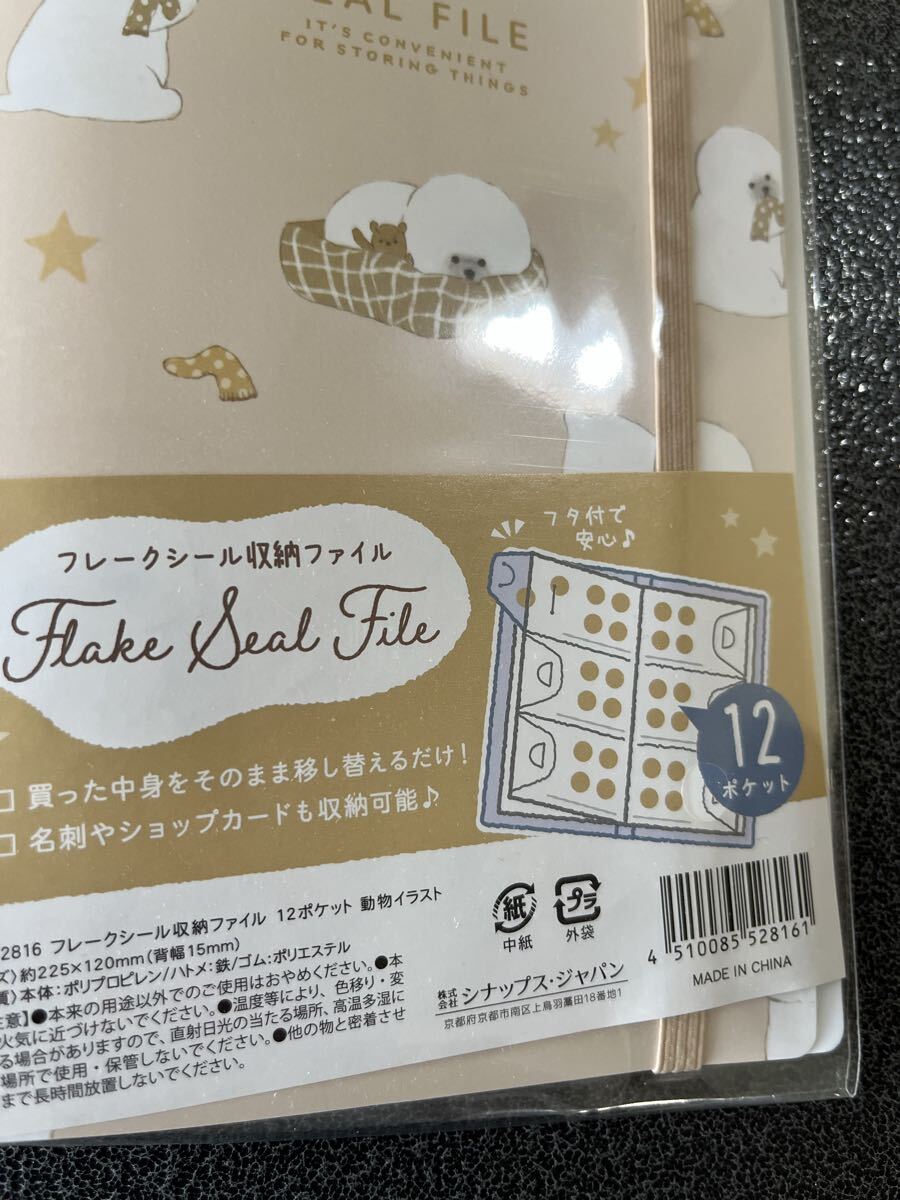 EAL FILE
IT'S CONVENIENT
FOR STORING THINGS
フタ付で
安心♪
フレークシール収納ファイル
Flake Seal File
12
ポケット
□ 買った中身をそのまま移し替えるだけ!
□ 名刺やショップカードも収納可能♪
2816 フレークシール収納ファイル 12ポケット 動物イラスト
ズ〉約225×120mm(背幅15mm)
質〉本体:ポリプロピレン/ハトメ:鉄/ゴム:ポリエステル
注意】●本来の用途以外でのご使用はおやめください。●本
火気に近づけないでください。●温度等により、色移り・変
る場合がありますので、直射日光の当たる場所、高温多湿に
場所で使用・保管しないでください。●他の物と密着させ
まま長時間放置しないでください。
紙
中紙
プラ
外袋
株式会社 シナップス・ジャパン
京都府京都市南区上鳥羽藁田18番地1
4 510085 528161
MADE IN CHINA